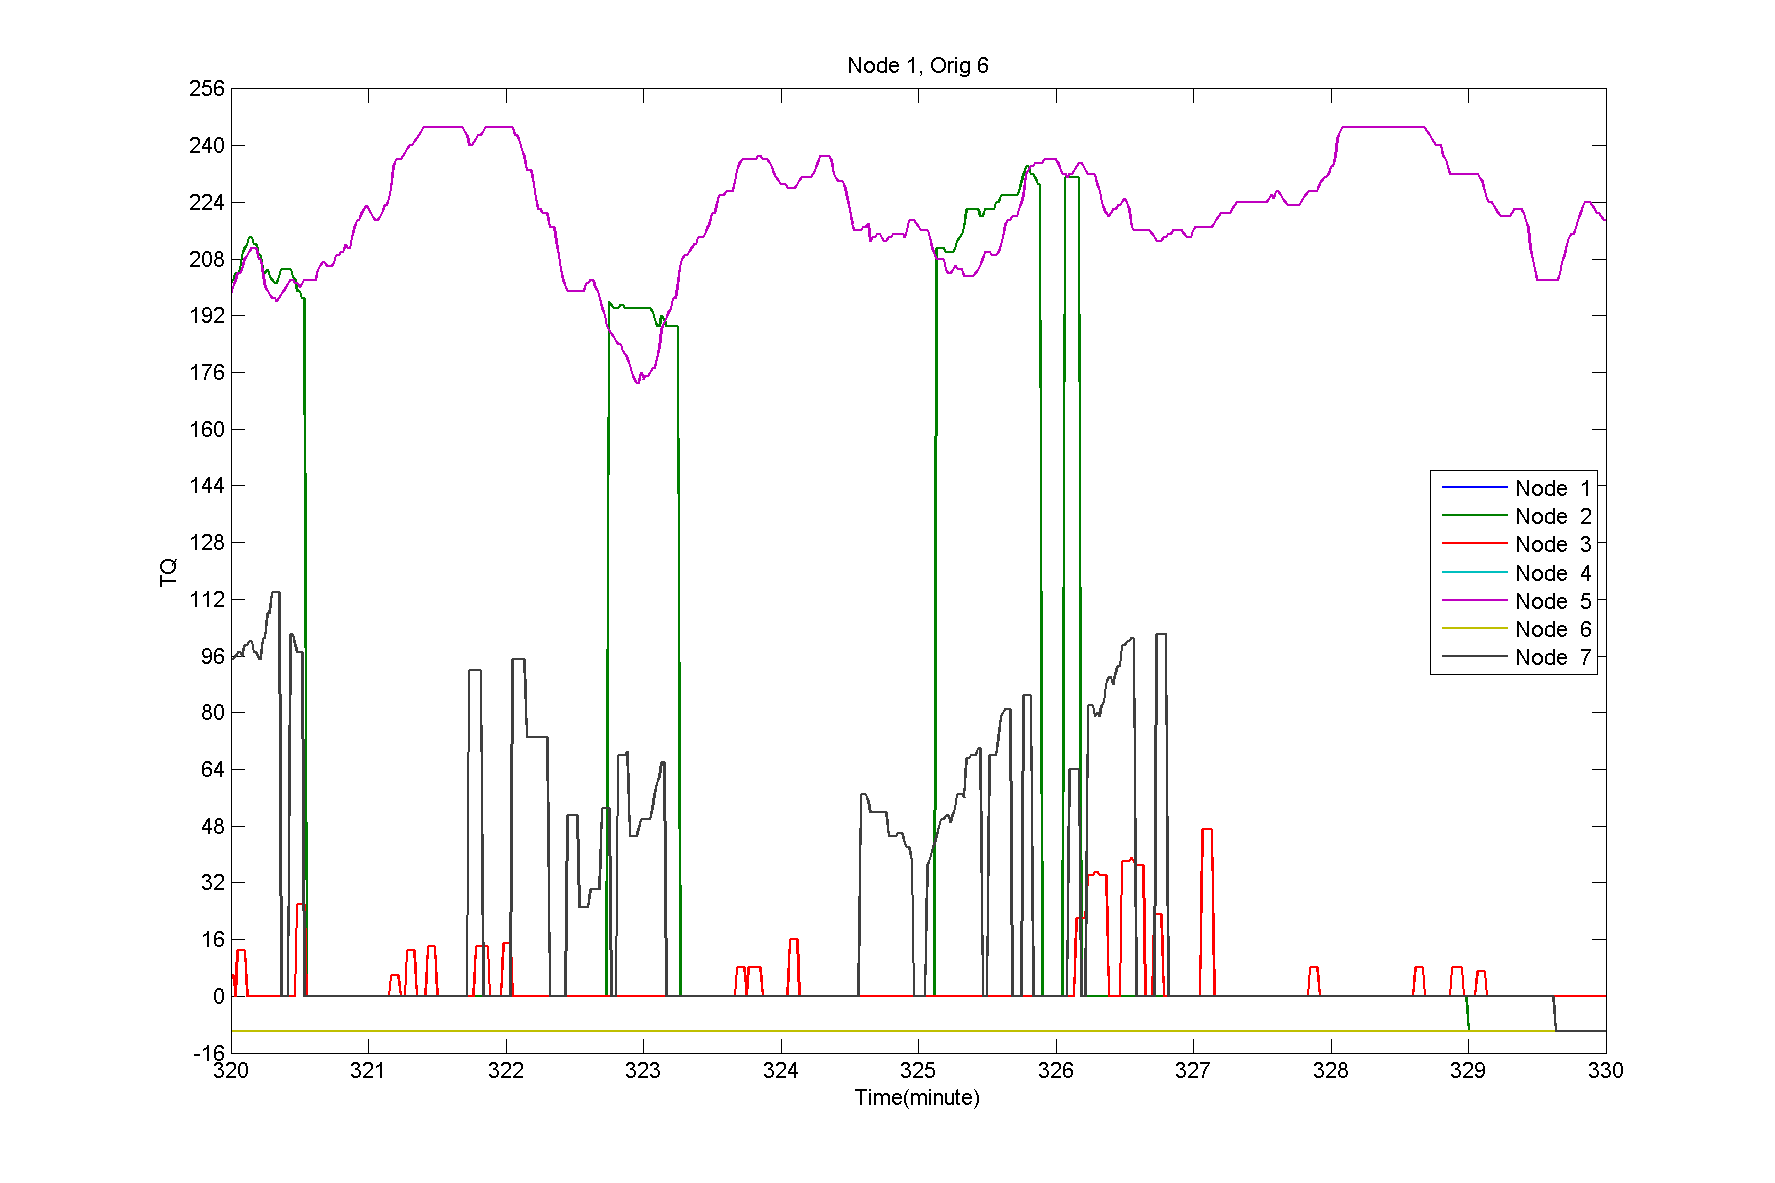 Node 1, Orig 6
256
240
224
208
192
176
160
144
128
112
96
80
64
48
32
16
0
-16
TQ
Node 1
Node 2
Node 3
Node 4
Node 5
Node 6
Node 7
320 321 322 323 324 325 326 327 328 329 330
Time(minute)